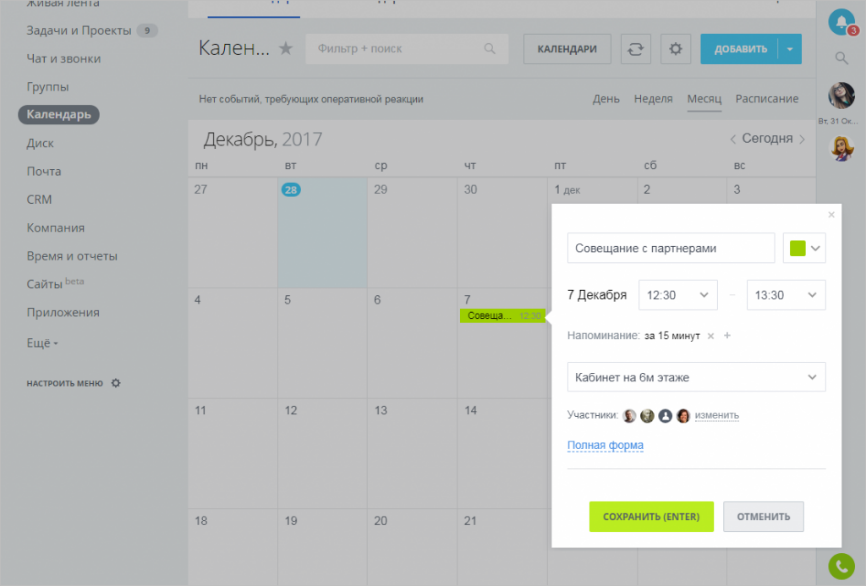 Живая лента
Задачи и Проекты 9
Чат и звонки
Группы
Календарь
Диск
Почта
CRM
Компания
Время и отчеты
Сайты beta
Приложения
Ещё
НАСТРОИТЬ МЕНЮ
Кален...
Фильтр + поиск
КАЛЕНДАРИ
ДОБАВИТЬ
Нет событий, требующих оперативной реакции
День Неделя Месяц Расписание
Декабрь, 2017
Сегодня
пн вт ср чт пт сб вс
27 28 29 30 1 дек 2 3
4 5 6 7
Совеща... 12:30
11 12 13 14
18 19 20 21
×
Совещание с партнерами
7 Декабря 12:30 – 13:30
Напоминание: за 15 минут × +
Кабинет на 6м этаже
Участники: изменить
Полная форма
СОХРАНИТЬ (ENTER) ОТМЕНИТЬ
3
Вт, 31 Ок...